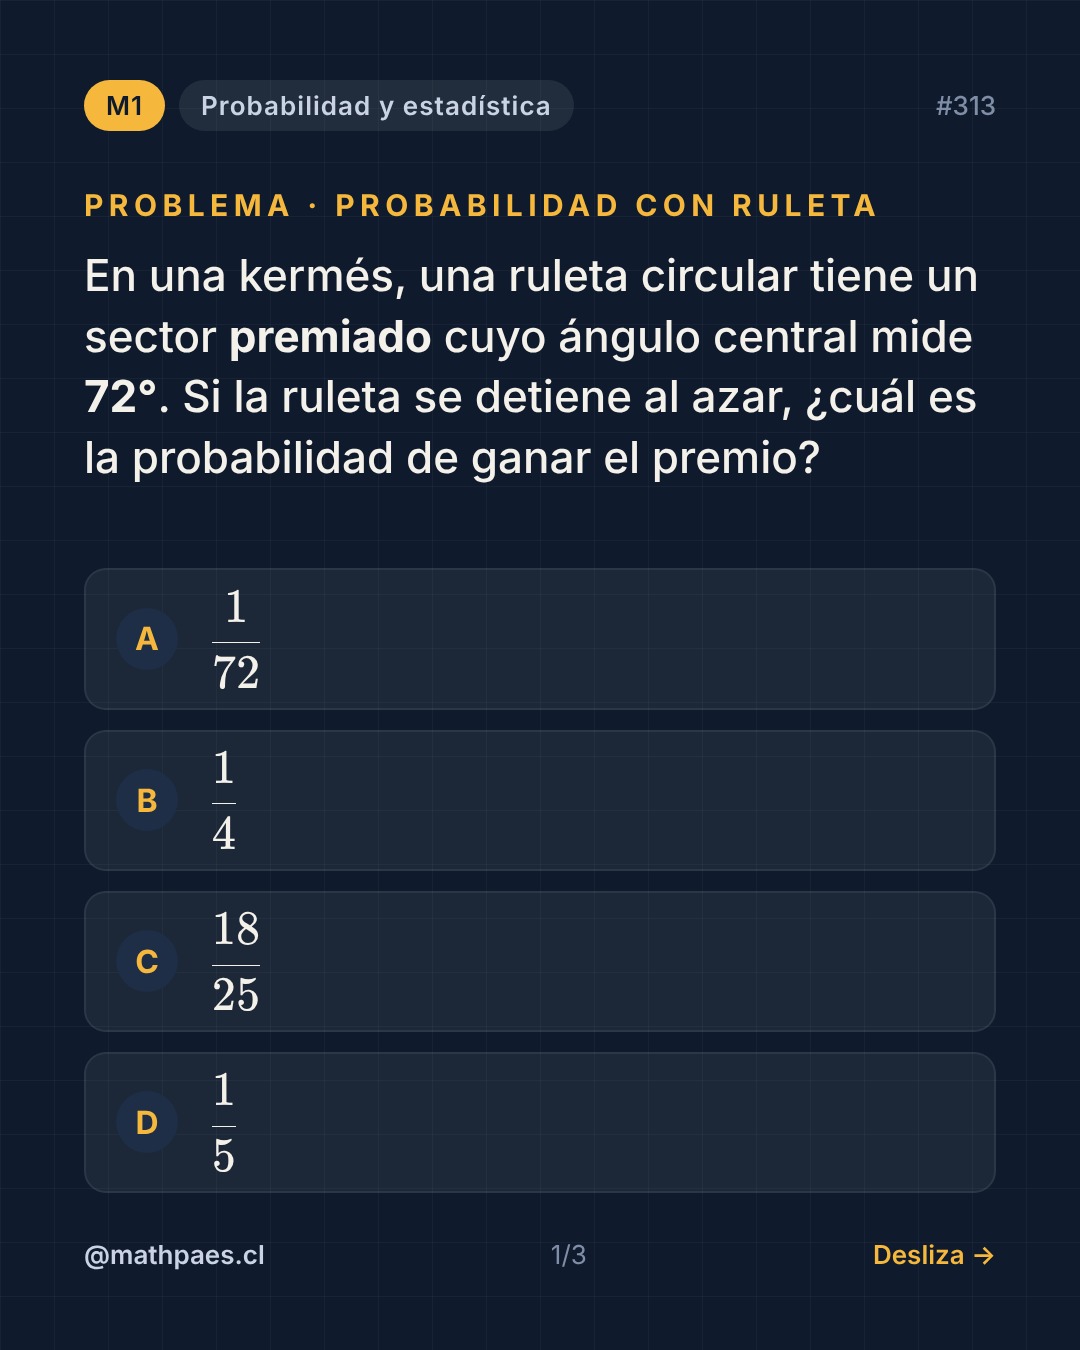 M1 Probabilidad y estadística #313
PROBLEMA · PROBABILIDAD CON RULETA
En una kermés, una ruleta circular tiene un
sector premiado cuyo ángulo central mide
72°. Si la ruleta se detiene al azar, ¿cuál es
la probabilidad de ganar el premio?
A 1/72
B 1/4
C 18/25
D 1/5
@mathpaes.cl 1/3 Desliza →